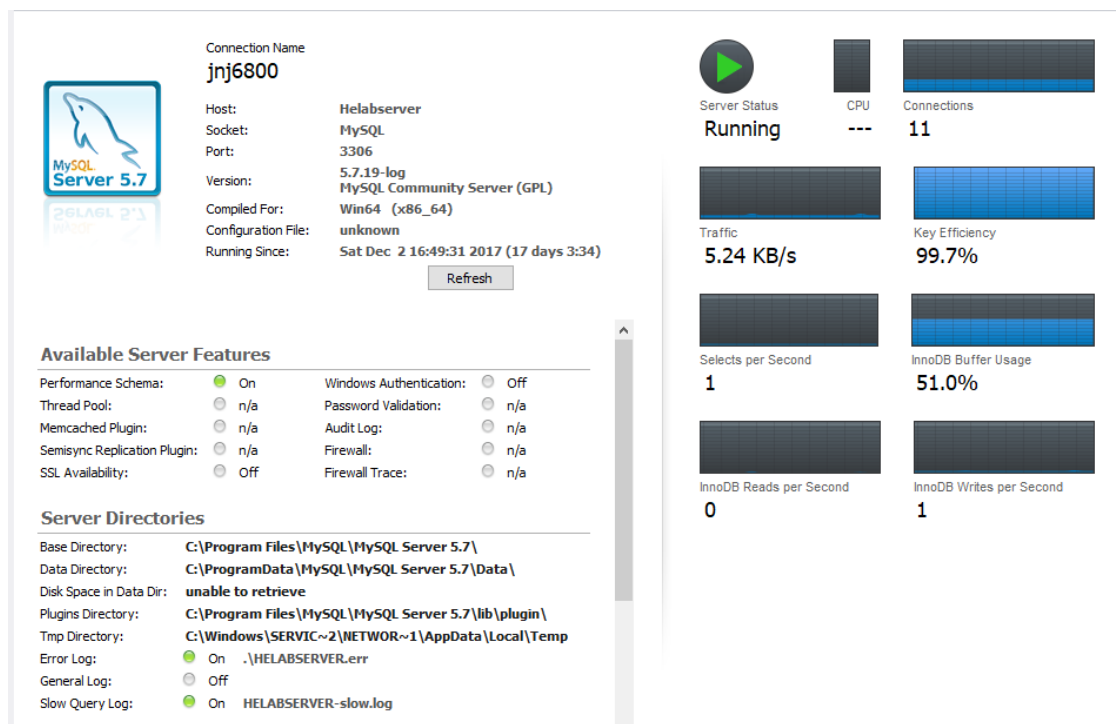 Connection Name
jnj6800
MySQL
Server 5.7
Host: Helabserver
Socket: MySQL
Port: 3306
Version: 5.7.19-log
MySQL Community Server (GPL)
Compiled For: Win64 (x86_64)
Configuration File: unknown
Running Since: Sat Dec 2 16:49:31 2017 (17 days 3:34)
Refresh
Available Server Features
Performance Schema: On Windows Authentication: Off
Thread Pool: n/a Password Validation: n/a
Memcached Plugin: n/a Audit Log: n/a
Semisync Replication Plugin: n/a Firewall: n/a
SSL Availability: Off Firewall Trace: n/a
Server Directories
Base Directory: C:\Program Files\MySQL\MySQL Server 5.7\
Data Directory: C:\ProgramData\MySQL\MySQL Server 5.7\Data\
Disk Space in Data Dir: unable to retrieve
Plugins Directory: C:\Program Files\MySQL\MySQL Server 5.7\lib\plugin\
Tmp Directory: C:\Windows\SERVIC~2\NETWOR~1\AppData\Local\Temp
Error Log: On .\HELABSERVER.err
General Log: Off
Slow Query Log: On HELABSERVER-slow.log
Server Status CPU Connections
Running --- 11
Traffic Key Efficiency
5.24 KB/s 99.7%
Selects per Second InnoDB Buffer Usage
1 51.0%
InnoDB Reads per Second InnoDB Writes per Second
0 1